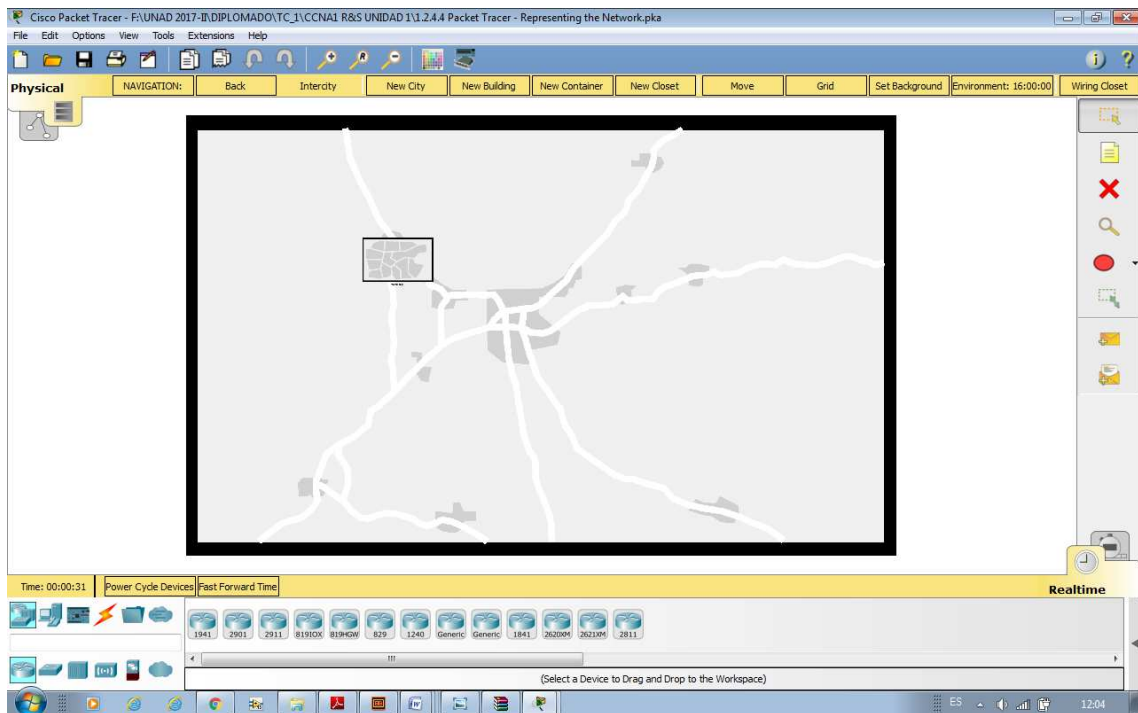 Cisco Packet Tracer - F:\UNAD 2017-II\DIPLOMADO\TC_1\CCNA1 R&S UNIDAD 1\1.2.4.4 Packet Tracer - Representing the Network.pka
File Edit Options View Tools Extensions Help
Physical NAVIGATION: Back Intercity New City New Building New Container New Closet Move Grid Set Background Environment: 16:00:00 Wiring Closet
Time: 00:00:31 Power Cycle Devices Fast Forward Time
Realtime
1941 2901 2911 819IOX 819HGW 829 1240 Generic Generic 1841 2620XM 2621XM 2811
(Select a Device to Drag and Drop to the Workspace)
ES 12:04